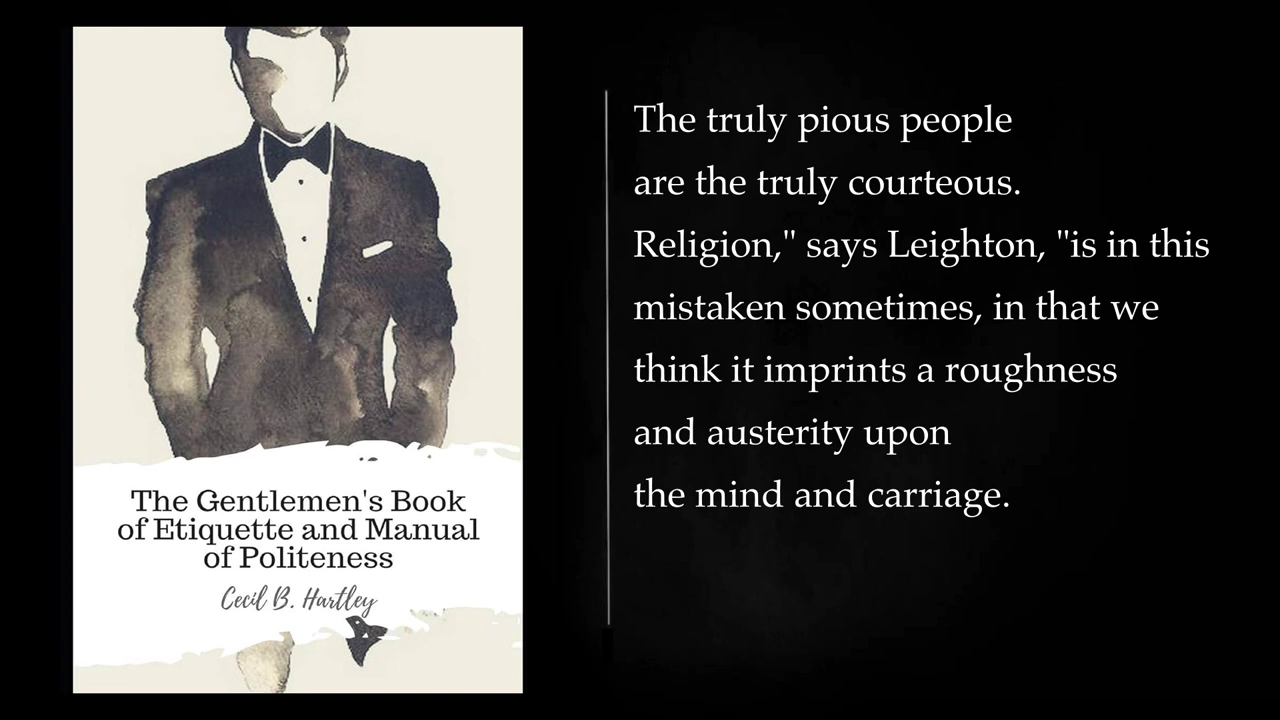 The Gentlemen's Book
of Etiquette and Manual
of Politeness
Cecil B. Hartley
The truly pious people
are the truly courteous.
Religion," says Leighton, "is in this
mistaken sometimes, in that we
think it imprints a roughness
and austerity upon
the mind and carriage.